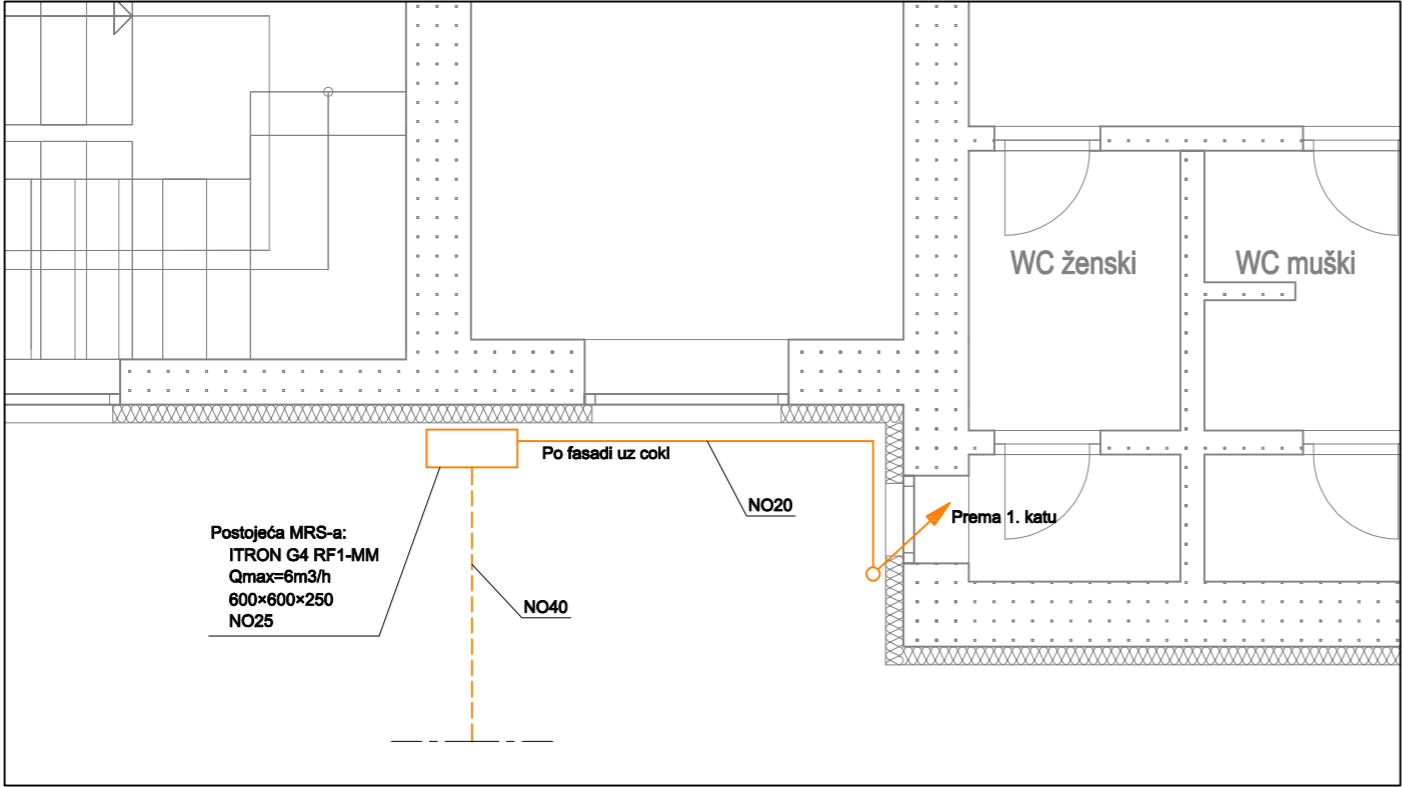 WC ženski
WC muški
Po fasadi uz cokl
NO20
Prema 1. katu
Postojeća MRS-a:
ITRON G4 RF1-MM
Qmax=6m3/h
600×600×250
NO25
NO40